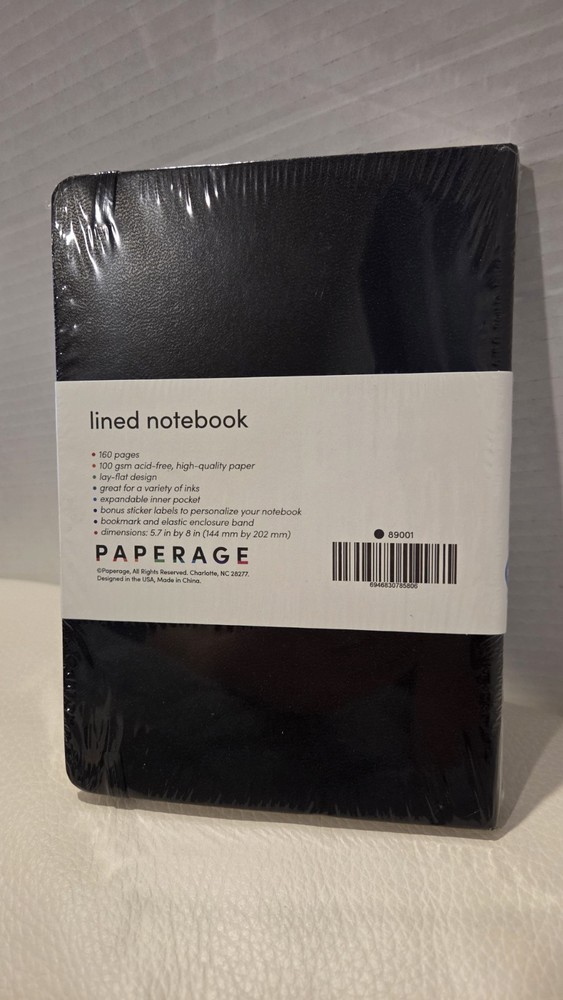 lined notebook
• 160 pages
• 100 gsm acid-free, high-quality paper
• lay-flat design
• great for a variety of inks
• expandable inner pocket
• bonus sticker labels to personalize your notebook
• bookmark and elastic enclosure band
• dimensions: 5.7 in by 8 in (144 mm by 202 mm)
PAPERAGE
©Paperage, All Rights Reserved. Charlotte, NC 28277.
Designed in the USA, Made in China.
89001
6946830785806